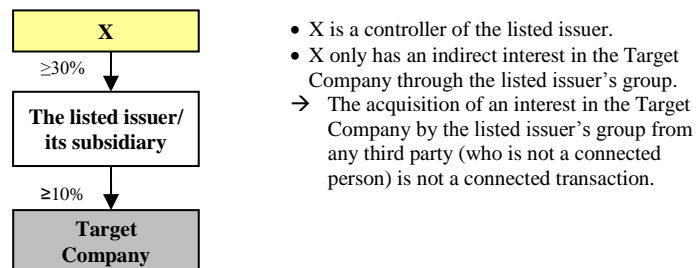 X
≥30%
The listed issuer/
its subsidiary
≥10%
Target
Company
• X is a controller of the listed issuer.
• X only has an indirect interest in the Target
Company through the listed issuer’s group.
→ The acquisition of an interest in the Target
Company by the listed issuer’s group from
any third party (who is not a connected
person) is not a connected transaction.